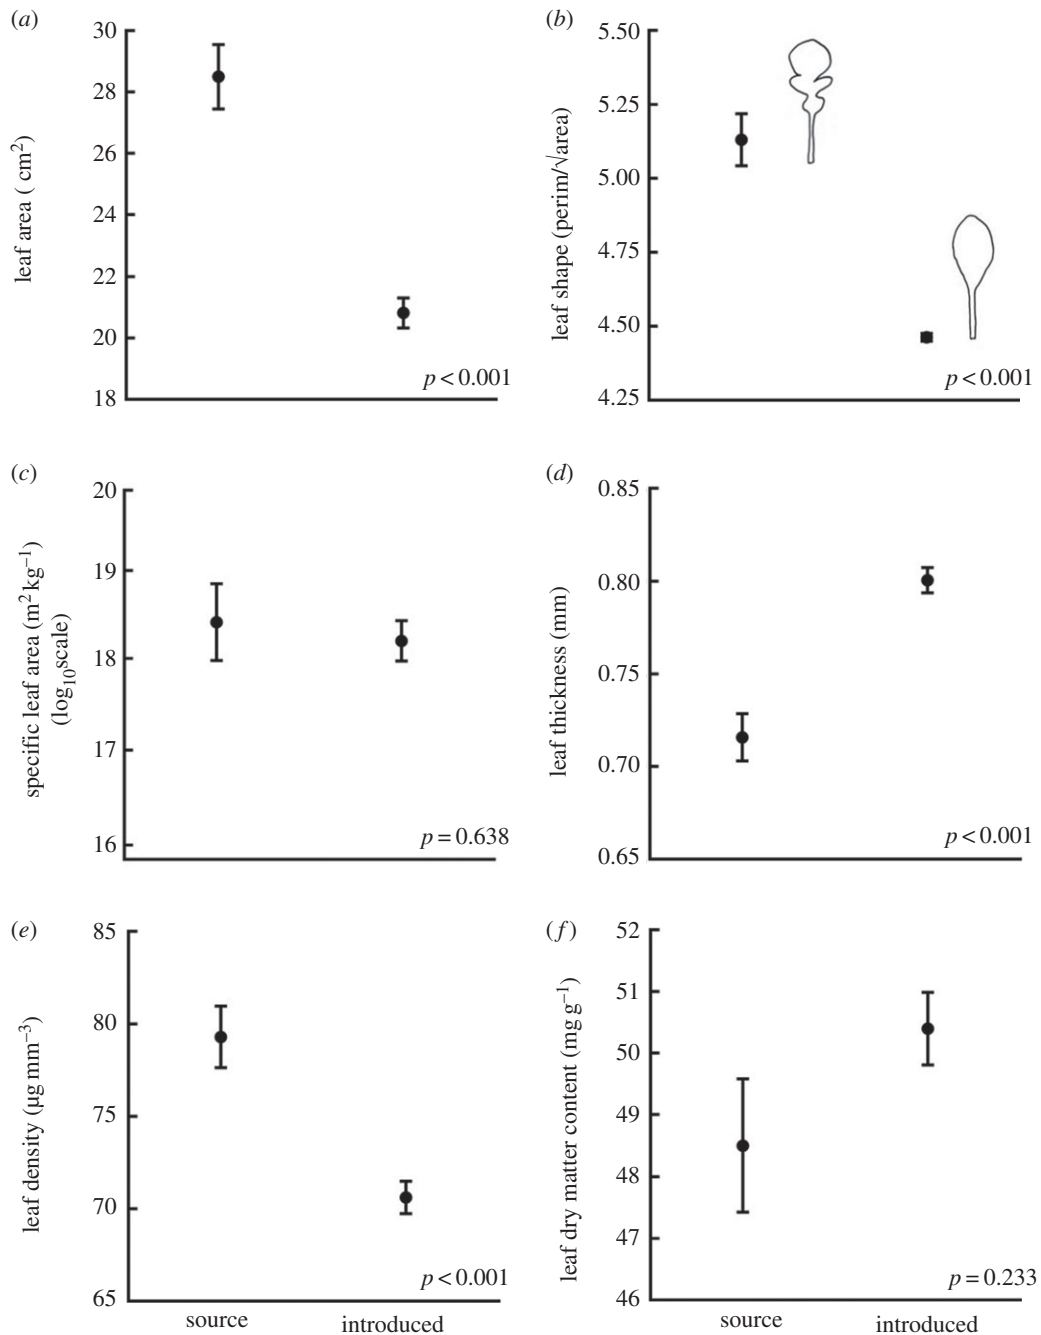 (a)
30
28
26
24
22
20
18
leaf area ( cm²)
p < 0.001
(b)
5.50
5.25
5.00
4.75
4.50
4.25
leaf shape (perim/√area)
p < 0.001
(c)
20
19
18
17
16
specific leaf area (m² kg⁻¹)
(log₁₀ scale)
p = 0.638
(d)
0.85
0.80
0.75
0.70
0.65
leaf thickness (mm)
p < 0.001
(e)
85
80
75
70
65
leaf density (µg mm⁻³)
p < 0.001
source
introduced
(f)
52
51
50
49
48
47
46
leaf dry matter content (mg g⁻¹)
p = 0.233
source
introduced